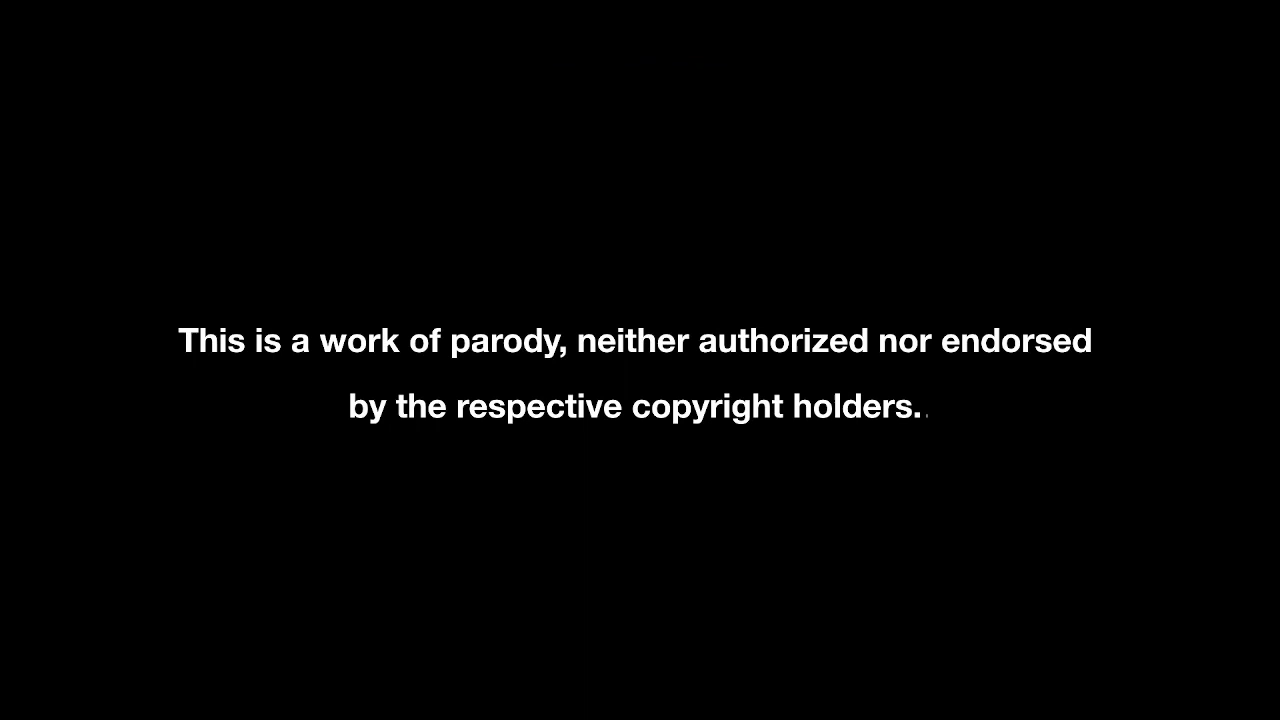 This is a work of parody, neither authorized nor endorsed
by the respective copyright holders.